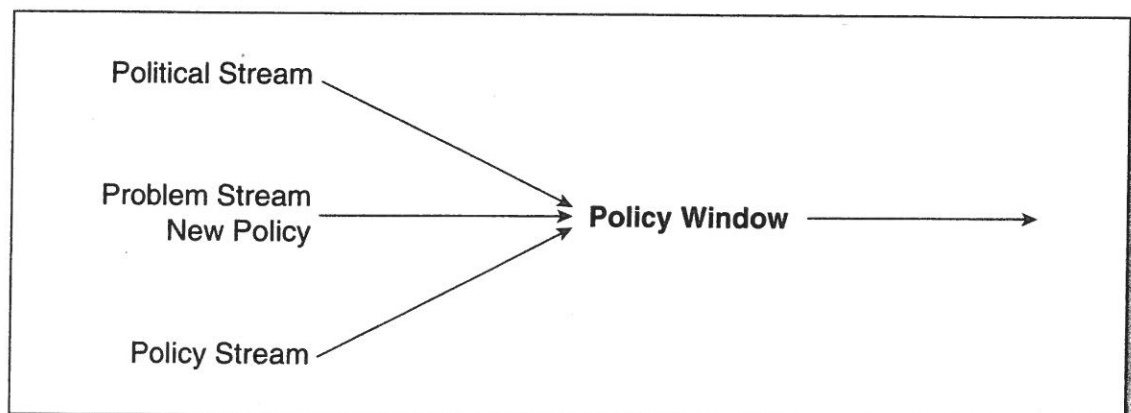 Political Stream
Problem Stream
New Policy
Policy Window
Policy Stream